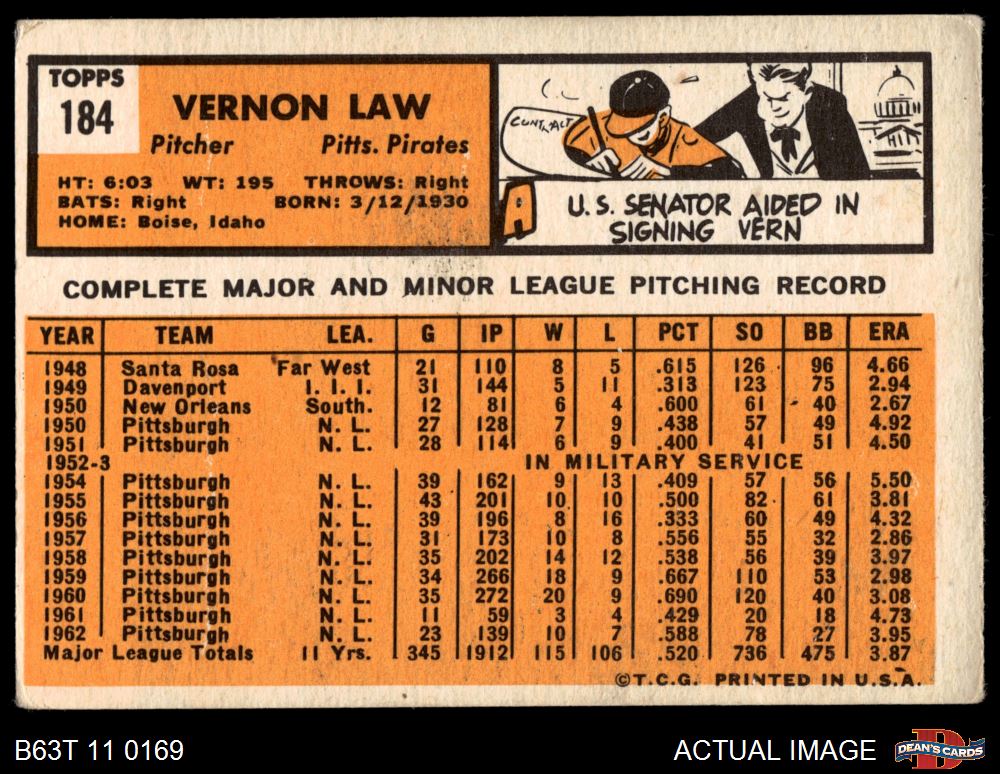 TOPPS
184
VERNON LAW
Pitcher Pitts. Pirates
HT: 6:03 WT: 195 THROWS: Right
BATS: Right BORN: 3/12/1930
HOME: Boise, Idaho
CONTRACT
U. S. SENATOR AIDED IN
SIGNING VERN
COMPLETE MAJOR AND MINOR LEAGUE PITCHING RECORD
YEAR TEAM LEA. G IP W L PCT SO BB ERA
1948 Santa Rosa Far West 21 110 8 5 .615 126 96 4.66
1949 Davenport I. I. I. 31 144 5 11 .313 123 75 2.94
1950 New Orleans South. 12 81 6 4 .600 61 40 2.67
1950 Pittsburgh N. L. 27 128 7 9 .438 57 49 4.92
1951 Pittsburgh N. L. 28 114 6 9 .400 41 51 4.50
1952-3 IN MILITARY SERVICE
1954 Pittsburgh N. L. 39 162 9 13 .409 57 56 5.50
1955 Pittsburgh N. L. 43 201 10 10 .500 82 61 3.81
1956 Pittsburgh N. L. 39 196 8 16 .333 60 49 4.32
1957 Pittsburgh N. L. 31 173 10 8 .556 55 32 2.86
1958 Pittsburgh N. L. 35 202 14 12 .538 56 39 3.97
1959 Pittsburgh N. L. 34 266 18 9 .667 110 53 2.98
1960 Pittsburgh N. L. 35 272 20 9 .690 120 40 3.08
1961 Pittsburgh N. L. 11 59 3 4 .429 20 18 4.73
1962 Pittsburgh N. L. 23 139 10 7 .588 78 27 3.95
Major League Totals 11 Yrs. 345 1912 115 106 .520 736 475 3.87
©T.C.G. PRINTED IN U.S.A.
B63T 11 0169 ACTUAL IMAGE DEAN'S CARDS